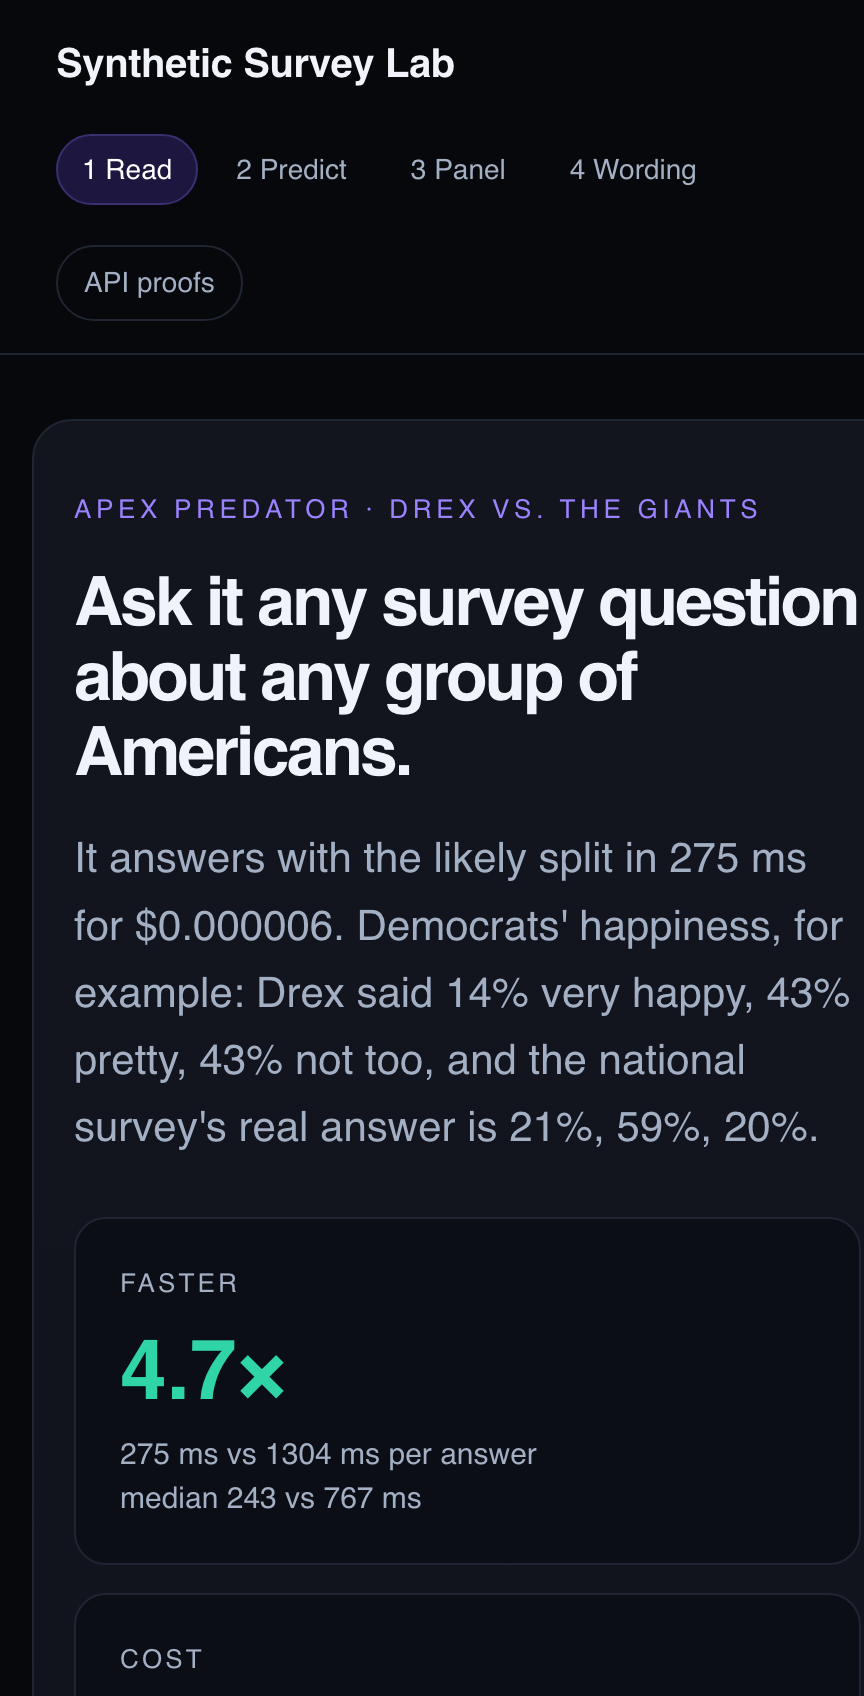 Synthetic Survey Lab
1 Read
2 Predict
3 Panel
4 Wording
API proofs
APEX PREDATOR · DREX VS. THE GIANTS
Ask it any survey question
about any group of
Americans.
It answers with the likely split in 275 ms
for $0.000006. Democrats' happiness, for
example: Drex said 14% very happy, 43%
pretty, 43% not too, and the national
survey's real answer is 21%, 59%, 20%.
FASTER
4.7×
275 ms vs 1304 ms per answer
median 243 vs 767 ms
COST